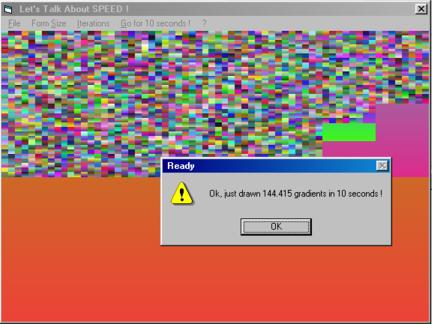 Let's Talk About SPEED !
File Form Size Iterations Go for 10 seconds ! ?
Ready
Ok, just drawn 144.415 gradients in 10 seconds !
OK